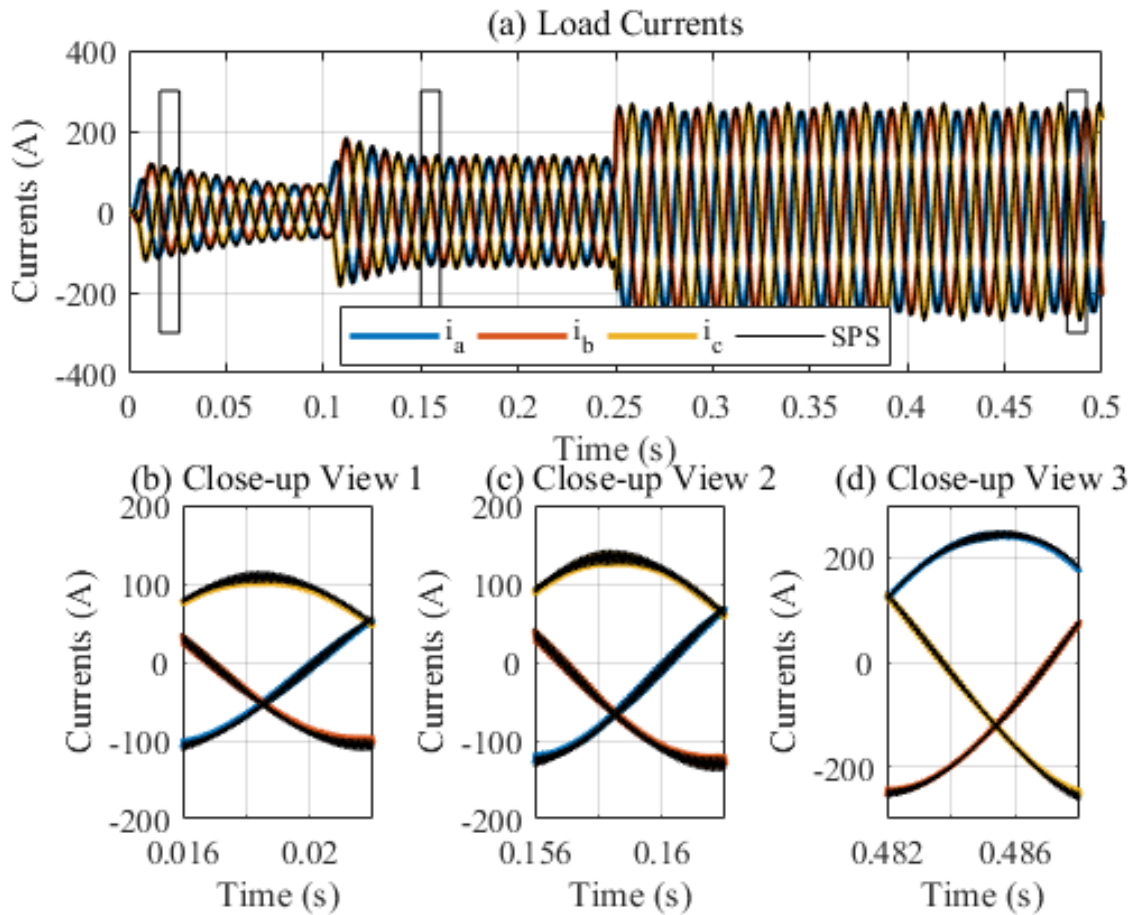 (a) Load Currents
400
200
0
-200
-400
Currents (A)
i_a i_b i_c SPS
0 0.05 0.1 0.15 0.2 0.25 0.3 0.35 0.4 0.45 0.5
Time (s)
(b) Close-up View 1
200
100
0
-100
-200
Currents (A)
0.016 0.02
Time (s)
(c) Close-up View 2
200
100
0
-100
-200
Currents (A)
0.156 0.16
Time (s)
(d) Close-up View 3
200
0
-200
Currents (A)
0.482 0.486
Time (s)